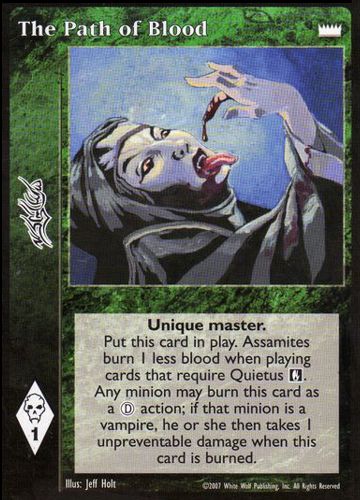 The Path of Blood
Unique master.
Put this card in play. Assamites
burn 1 less blood when playing
cards that require Quietus.
Any minion may burn this card as
a D action; if that minion is a
vampire, he or she then takes 1
unpreventable damage when this
card is burned.
1
Illus: Jeff Holt
©2007 White Wolf Publishing, Inc. All Rights Reserved